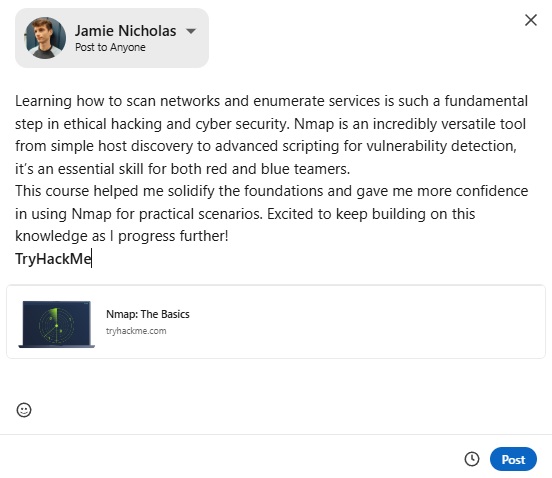 Jamie Nicholas
Post to Anyone
Learning how to scan networks and enumerate services is such a fundamental
step in ethical hacking and cyber security. Nmap is an incredibly versatile tool
from simple host discovery to advanced scripting for vulnerability detection,
it's an essential skill for both red and blue teamers.
This course helped me solidify the foundations and gave me more confidence
in using Nmap for practical scenarios. Excited to keep building on this
knowledge as I progress further!
TryHackMe
Nmap: The Basics
tryhackme.com
Post